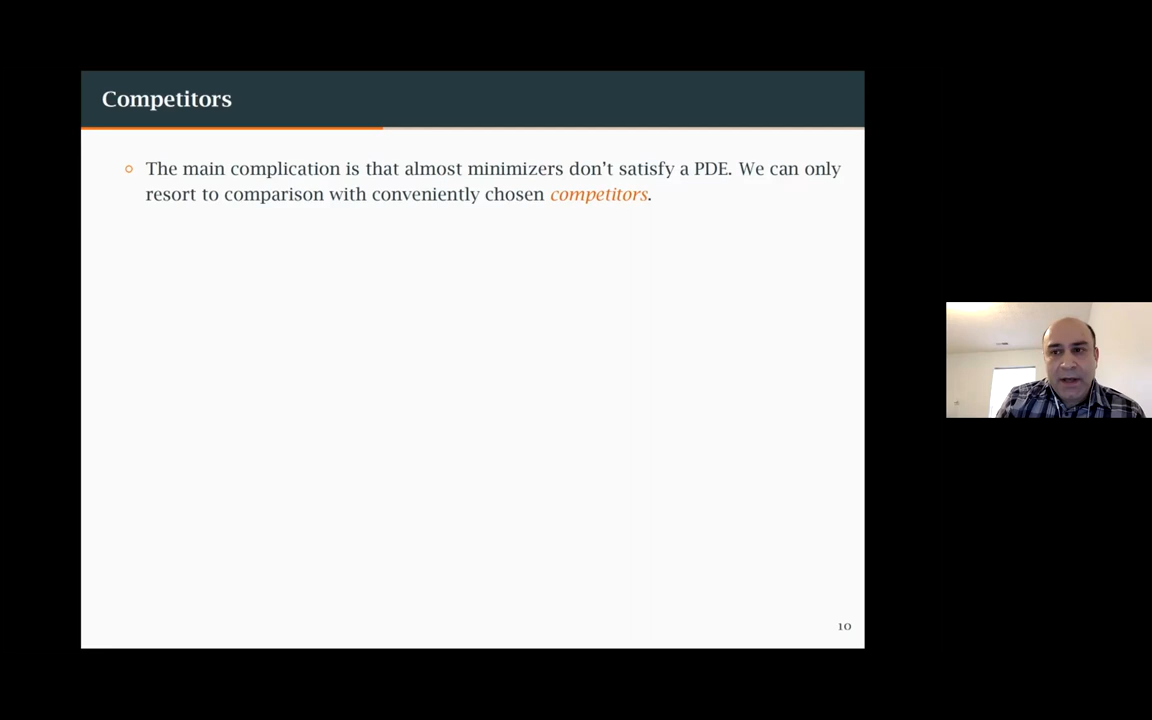 Competitors
The main complication is that almost minimizers don't satisfy a PDE. We can only
resort to comparison with conveniently chosen competitors.
10